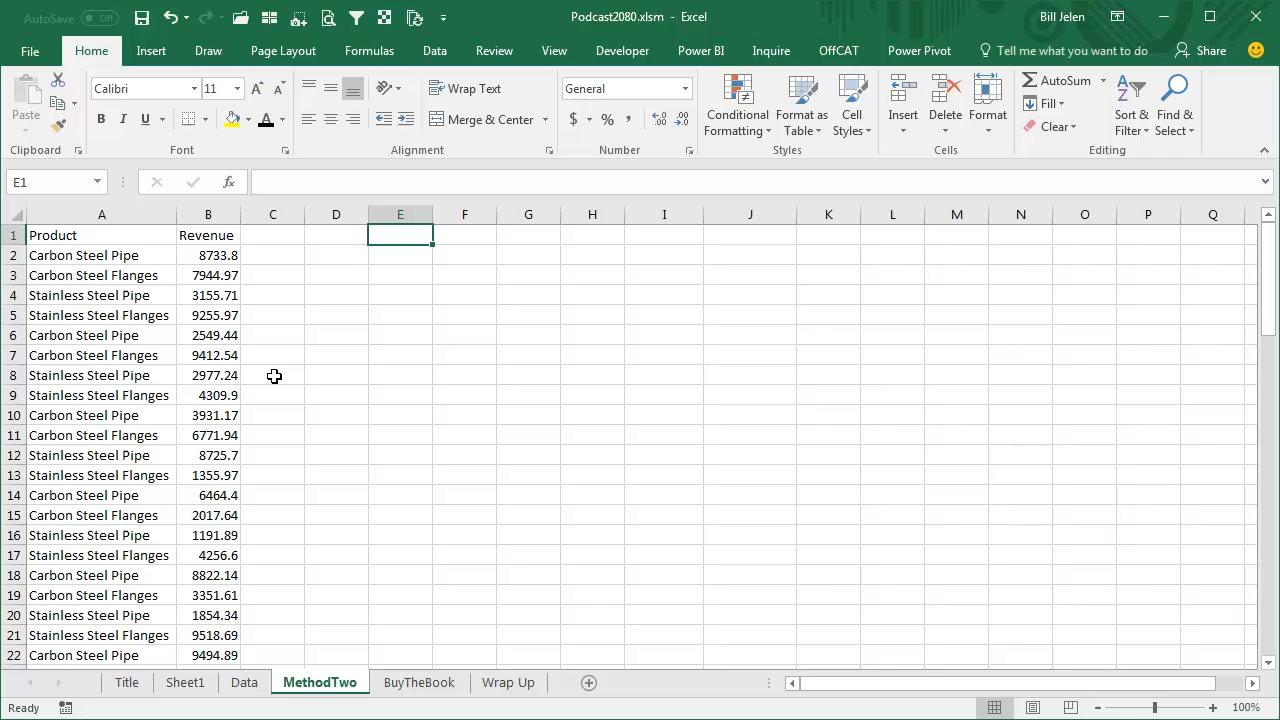 AutoSave Off Podcast2080.xlsm - Excel Bill Jelen
File Home Insert Draw Page Layout Formulas Data Review View Developer Power BI Inquire OffCAT Power Pivot Tell me what you want to do Share
Paste
Clipboard
Calibri 11
B I U
Font
Wrap Text
Merge & Center
Alignment
General
$ % ,
Number
Conditional Formatting
Format as Table
Cell Styles
Styles
Insert Delete Format
Cells
AutoSum
Fill
Clear
Sort & Filter
Find & Select
Editing
E1 fx
A B C D E F G H I J K L M N O P Q
1 Product Revenue
2 Carbon Steel Pipe 8733.8
3 Carbon Steel Flanges 7944.97
4 Stainless Steel Pipe 3155.71
5 Stainless Steel Flanges 9255.97
6 Carbon Steel Pipe 2549.44
7 Carbon Steel Flanges 9412.54
8 Stainless Steel Pipe 2977.24
9 Stainless Steel Flanges 4309.9
10 Carbon Steel Pipe 3931.17
11 Carbon Steel Flanges 6771.94
12 Stainless Steel Pipe 8725.7
13 Stainless Steel Flanges 1355.97
14 Carbon Steel Pipe 6464.4
15 Carbon Steel Flanges 2017.64
16 Stainless Steel Pipe 1191.89
17 Stainless Steel Flanges 4256.6
18 Carbon Steel Pipe 8822.14
19 Carbon Steel Flanges 3351.61
20 Stainless Steel Pipe 1854.34
21 Stainless Steel Flanges 9518.69
22 Carbon Steel Pipe 9494.89
Title Sheet1 Data MethodTwo BuyTheBook Wrap Up
Ready 100%